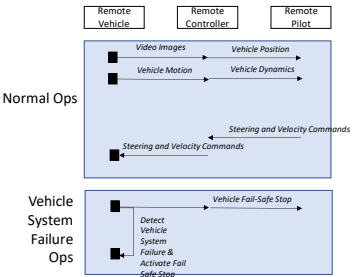 Remote
Vehicle
Remote
Controller
Remote
Pilot
Normal Ops
Video Images
Vehicle Position
Vehicle Motion
Vehicle Dynamics
Steering and Velocity Commands
Steering and Velocity Commands
Vehicle
System
Failure
Ops
Vehicle Fail-Safe Stop
Detect
Vehicle
System
Failure &
Activate Fail
Safe Stop